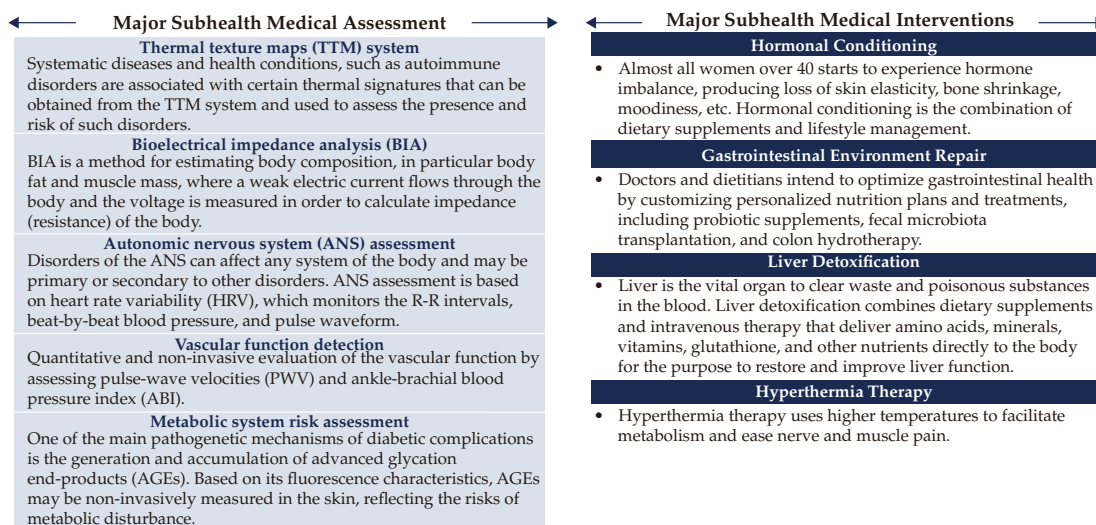 Major Subhealth Medical Assessment
Thermal texture maps (TTM) system
Systematic diseases and health conditions, such as autoimmune
disorders are associated with certain thermal signatures that can be
obtained from the TTM system and used to assess the presence and
risk of such disorders.
Bioelectrical impedance analysis (BIA)
BIA is a method for estimating body composition, in particular body
fat and muscle mass, where a weak electric current flows through the
body and the voltage is measured in order to calculate impedance
(resistance) of the body.
Autonomic nervous system (ANS) assessment
Disorders of the ANS can affect any system of the body and may be
primary or secondary to other disorders. ANS assessment is based
on heart rate variability (HRV), which monitors the R-R intervals,
beat-by-beat blood pressure, and pulse waveform.
Vascular function detection
Quantitative and non-invasive evaluation of the vascular function by
assessing pulse-wave velocities (PWV) and ankle-brachial blood
pressure index (ABI).
Metabolic system risk assessment
One of the main pathogenetic mechanisms of diabetic complications
is the generation and accumulation of advanced glycation
end-products (AGEs). Based on its fluorescence characteristics, AGEs
may be non-invasively measured in the skin, reflecting the risks of
metabolic disturbance.
Major Subhealth Medical Interventions
Hormonal Conditioning
• Almost all women over 40 starts to experience hormone
imbalance, producing loss of skin elasticity, bone shrinkage,
moodiness, etc. Hormonal conditioning is the combination of
dietary supplements and lifestyle management.
Gastrointestinal Environment Repair
• Doctors and dietitians intend to optimize gastrointestinal health
by customizing personalized nutrition plans and treatments,
including probiotic supplements, fecal microbiota
transplantation, and colon hydrotherapy.
Liver Detoxification
• Liver is the vital organ to clear waste and poisonous substances
in the blood. Liver detoxification combines dietary supplements
and intravenous therapy that deliver amino acids, minerals,
vitamins, glutathione, and other nutrients directly to the body
for the purpose to restore and improve liver function.
Hyperthermia Therapy
• Hyperthermia therapy uses higher temperatures to facilitate
metabolism and ease nerve and muscle pain.